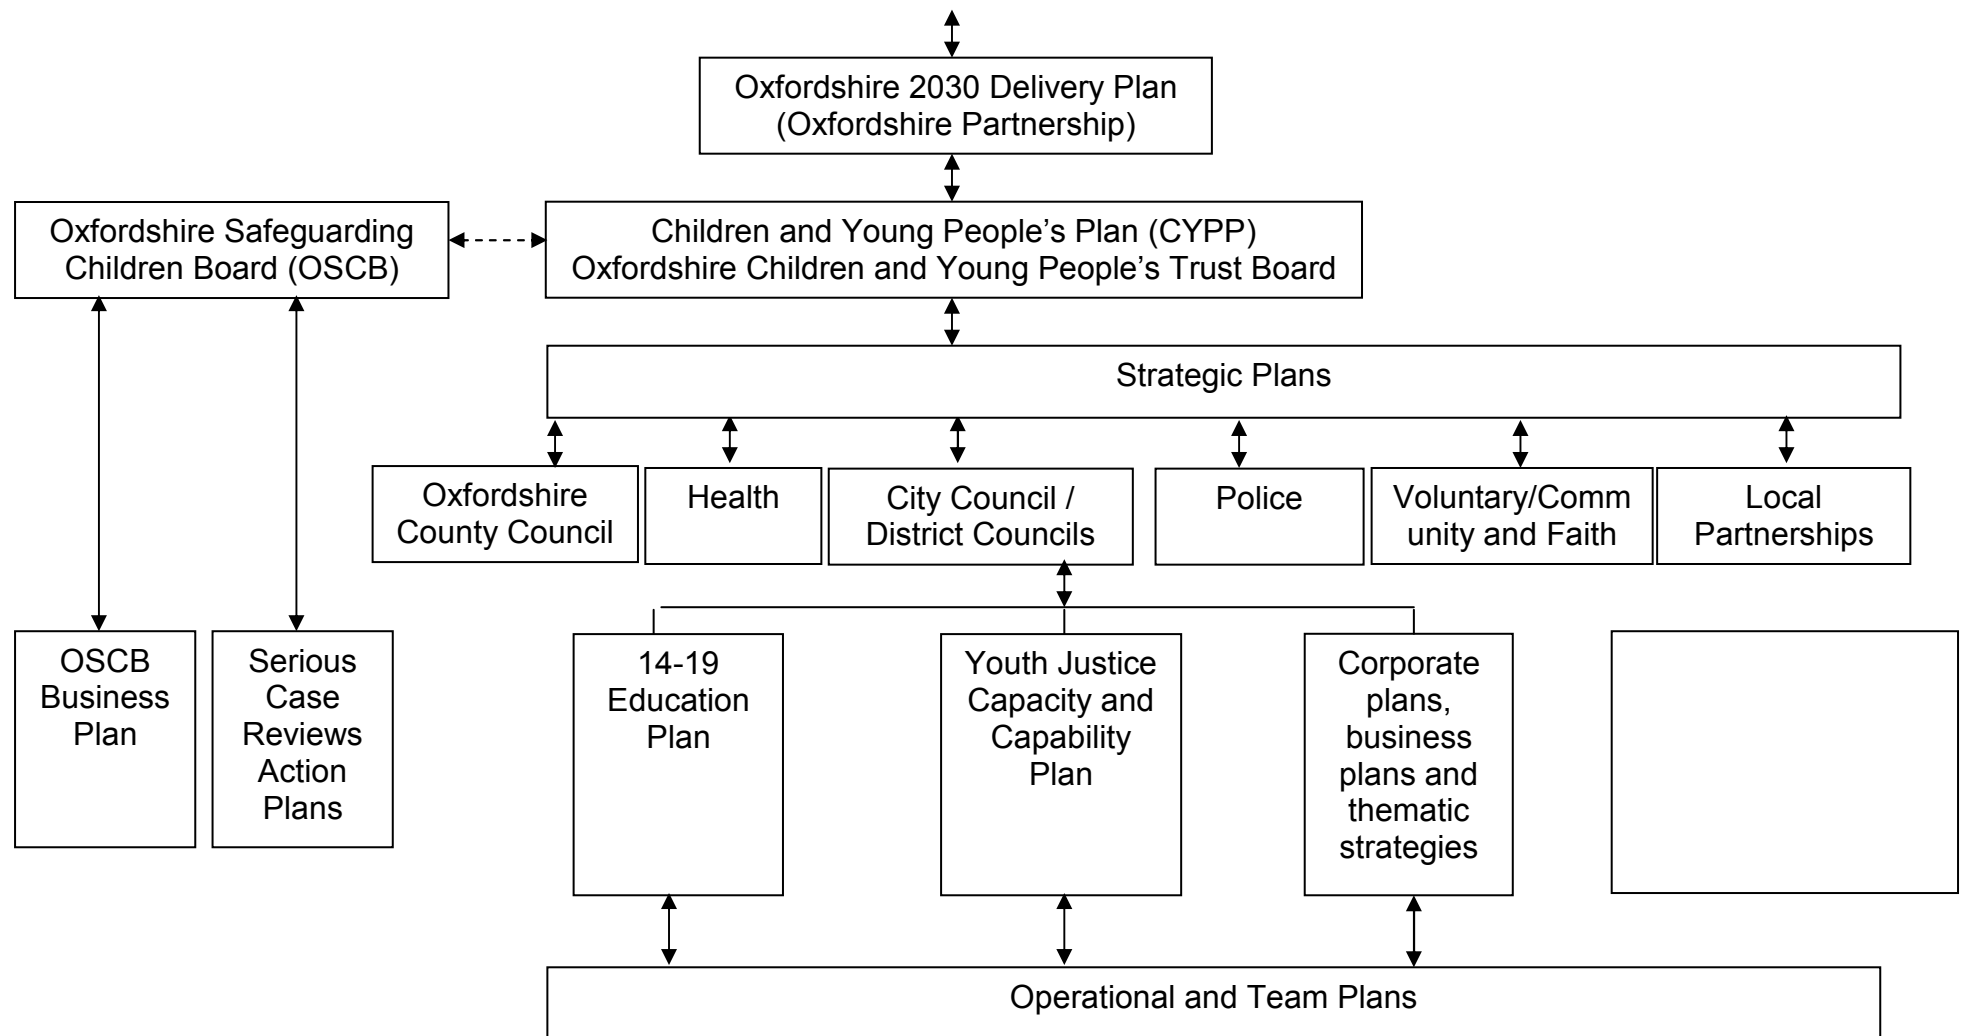 Oxfordshire 2030 Delivery Plan
(Oxfordshire Partnership)
Oxfordshire Safeguarding
Children Board (OSCB)
Children and Young People’s Plan (CYPP)
Oxfordshire Children and Young People’s Trust Board
Strategic Plans
Oxfordshire
County Council
Health
City Council /
District Councils
Police
Voluntary/Comm
unity and Faith
Local
Partnerships
OSCB
Business
Plan
Serious
Case
Reviews
Action
Plans
14-19
Education
Plan
Youth Justice
Capacity and
Capability
Plan
Corporate
plans,
business
plans and
thematic
strategies
Operational and Team Plans